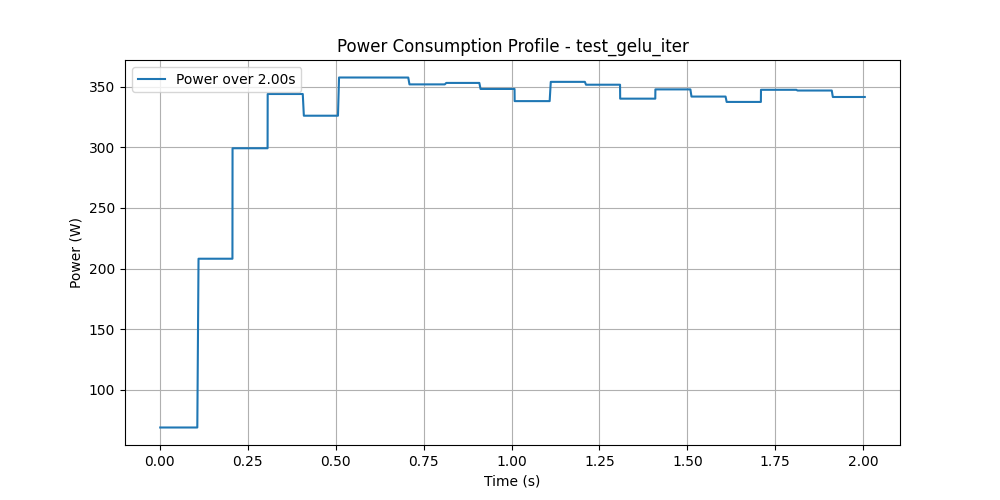 Power Consumption Profile - test_gelu_iter
Power over 2.00s
350
300
250
200
150
100
Power (W)
0.00 0.25 0.50 0.75 1.00 1.25 1.50 1.75 2.00
Time (s)